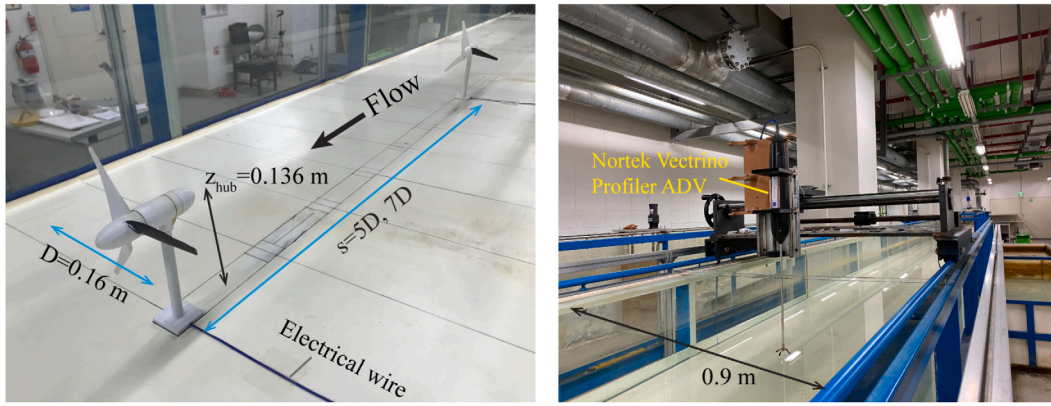 Flow
z_hub=0.136 m
s=5D, 7D
D=0.16 m
Electrical wire
Nortek Vectrino
Profiler ADV
0.9 m